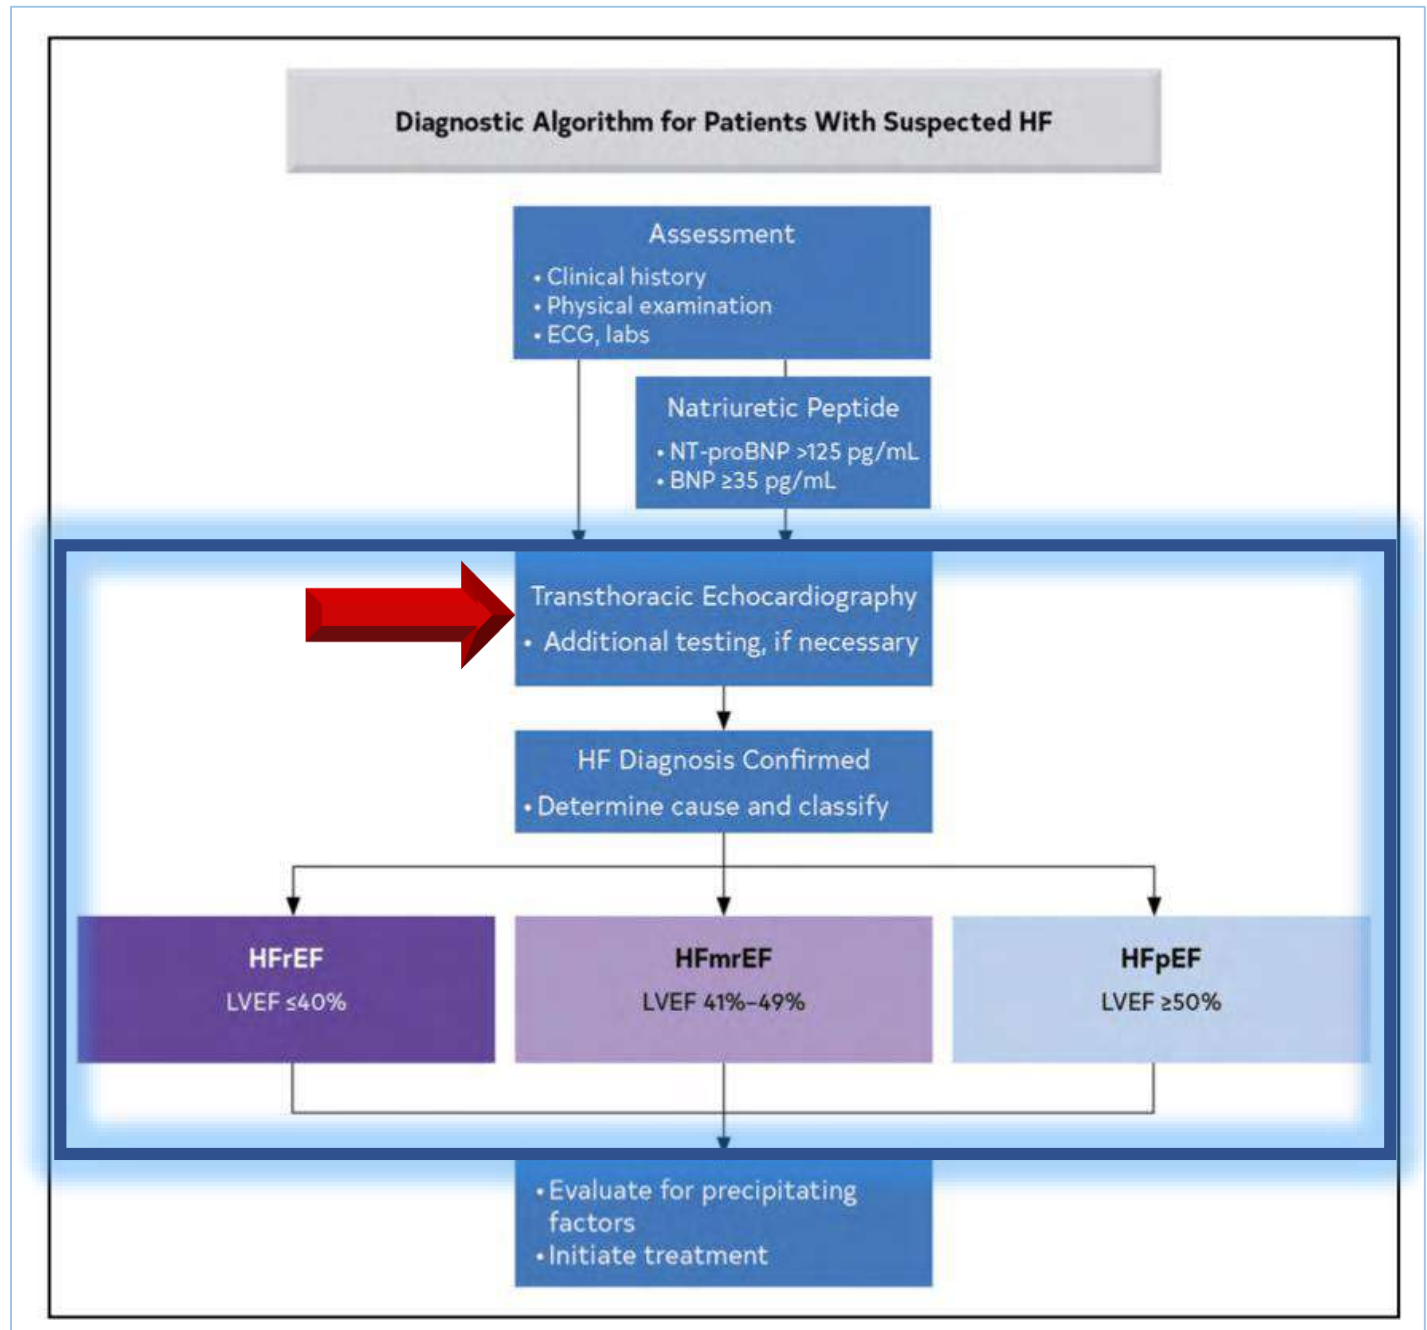 Diagnostic Algorithm for Patients With Suspected HF
Assessment
• Clinical history
• Physical examination
• ECG, labs
Natriuretic Peptide
• NT-proBNP >125 pg/mL
• BNP ≥35 pg/mL
Transthoracic Echocardiography
• Additional testing, if necessary
HF Diagnosis Confirmed
• Determine cause and classify
HFrEF
LVEF ≤40%
HFmrEF
LVEF 41%–49%
HFpEF
LVEF ≥50%
• Evaluate for precipitating
factors
• Initiate treatment